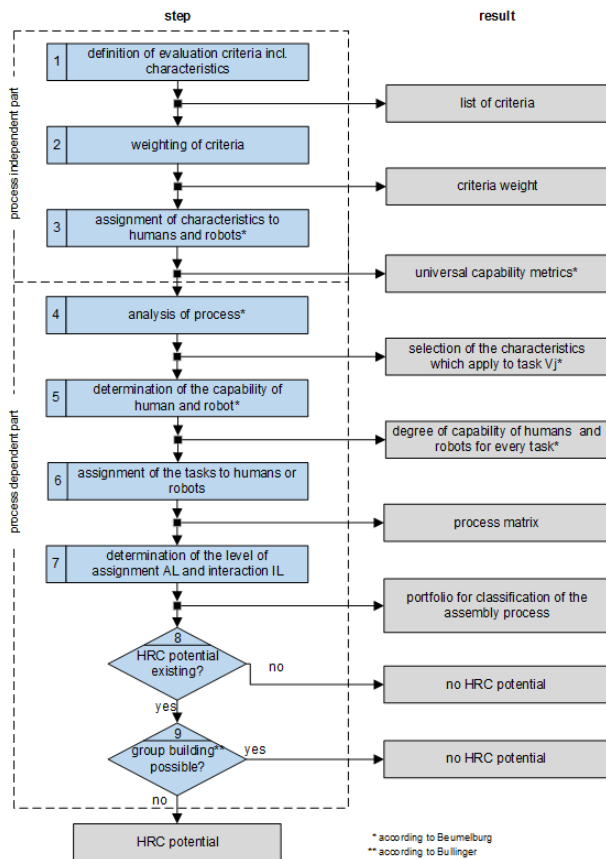 step
result
process independent part
1
definition of evaluation criteria incl.
characteristics
list of criteria
2
weighting of criteria
criteria weight
3
assignment of characteristics to
humans and robots*
universal capability metrics*
process dependent part
4
analysis of process*
selection of the characteristics
which apply to task Vj*
5
determination of the capability of
human and robot*
degree of capability of humans and
robots for every task*
6
assignment of the tasks to humans or
robots
process matrix
7
determination of the level of
assignment AL and interaction IL
portfolio for classification of the
assembly process
8
HRC potential
existing?
no
no HRC potential
yes
9
group building**
possible?
yes
no HRC potential
no
HRC potential
* according to Beumelburg
** according to Bullinger